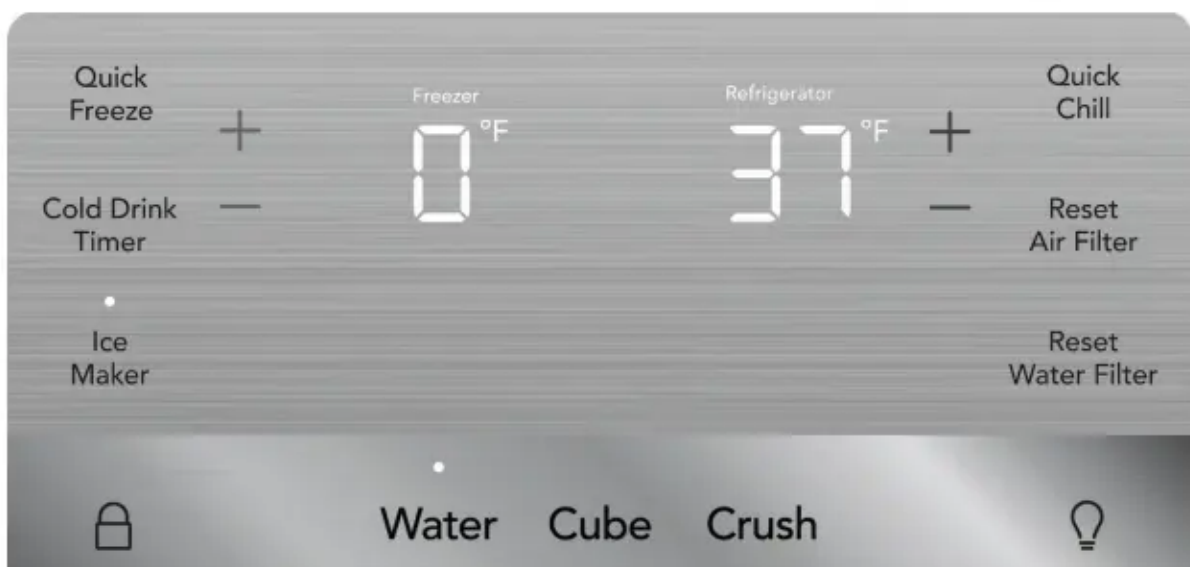 Quick
Freeze
+
Freezer
0 °F
Refrigerator
37 °F
+
Quick
Chill
Cold Drink
Timer
−
−
Reset
Air Filter
Ice
Maker
Reset
Water Filter
Water Cube Crush